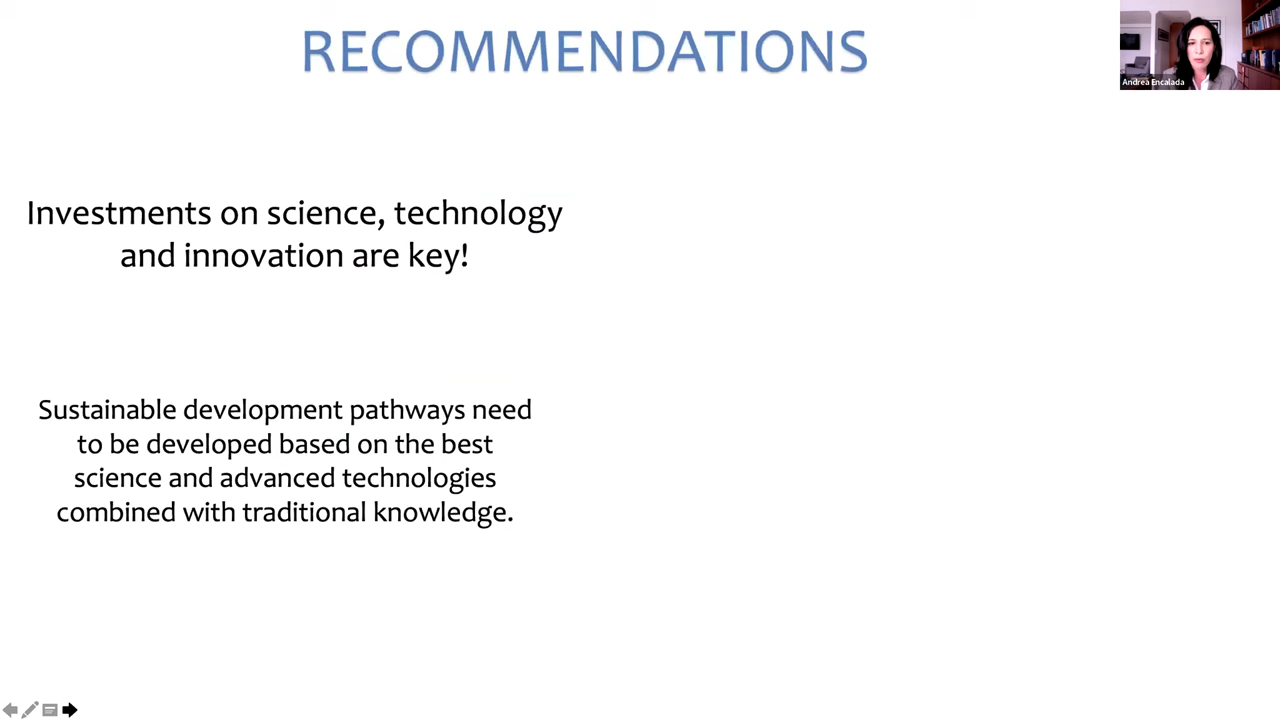 RECOMMENDATIONS
Andrea Encalada
Investments on science, technology
and innovation are key!
Sustainable development pathways need
to be developed based on the best
science and advanced technologies
combined with traditional knowledge.